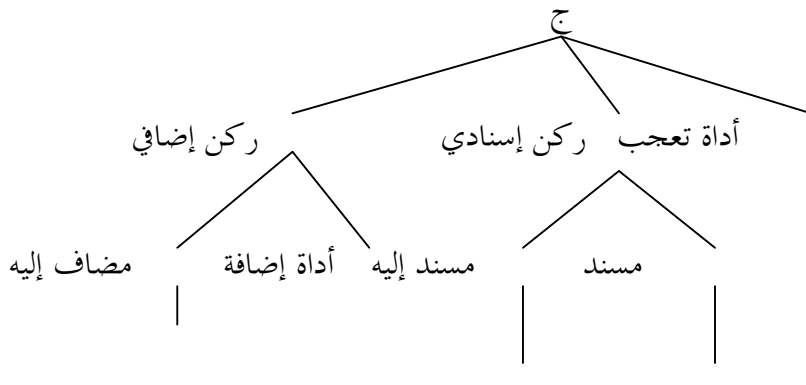 ج
أداة تعجب ركن إسنادي ركن إضافي
مسند مسند إليه أداة إضافة مضاف إليه